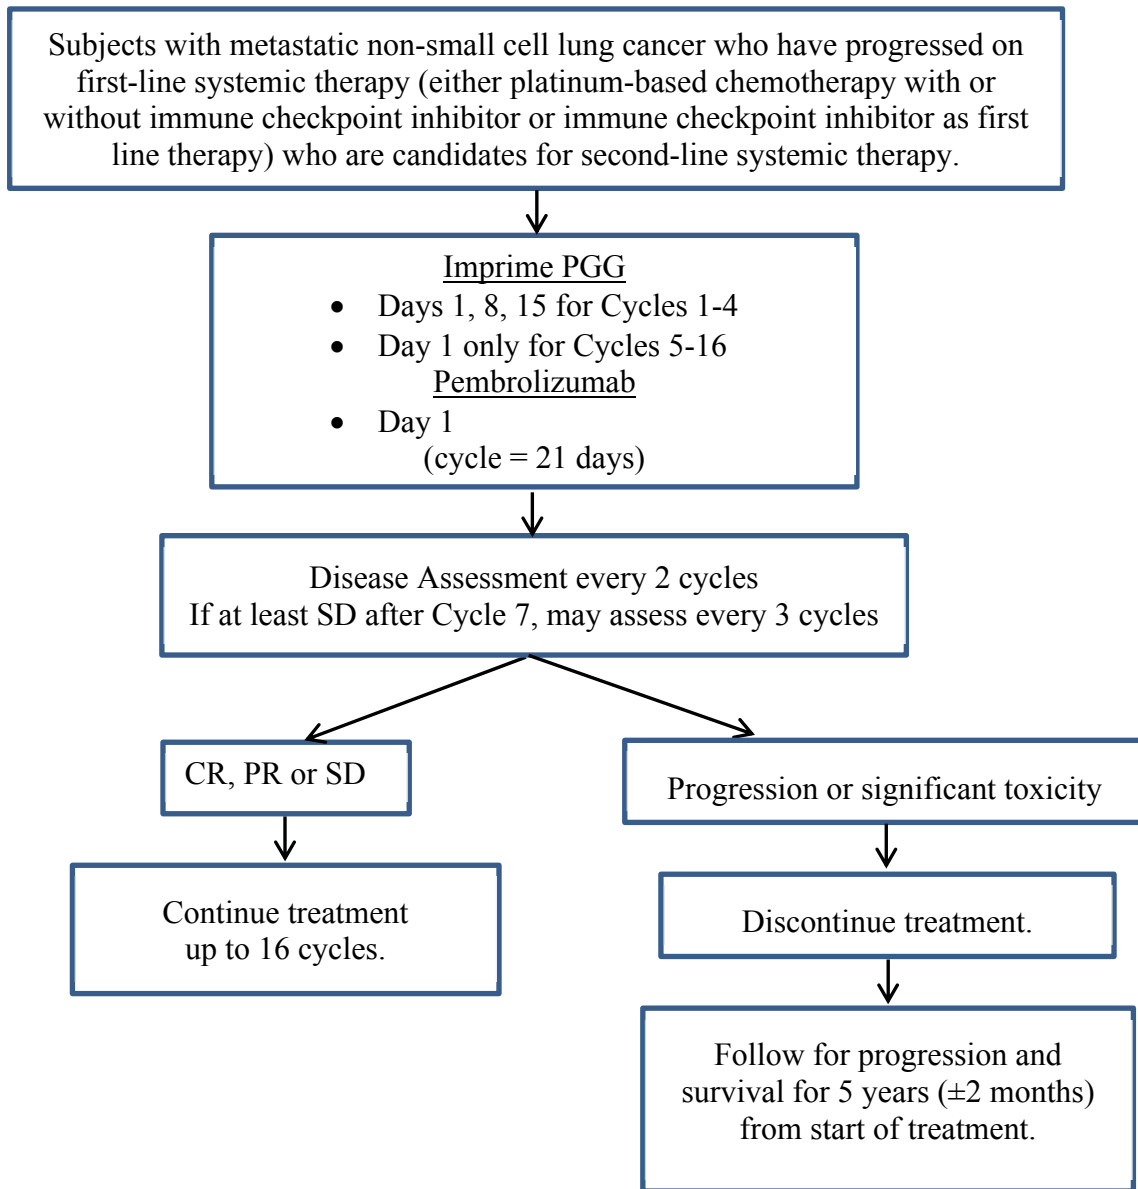 Subjects with metastatic non-small cell lung cancer who have progressed on
first-line systemic therapy (either platinum-based chemotherapy with or
without immune checkpoint inhibitor or immune checkpoint inhibitor as first
line therapy) who are candidates for second-line systemic therapy.
Imprime PGG
• Days 1, 8, 15 for Cycles 1-4
• Day 1 only for Cycles 5-16
Pembrolizumab
• Day 1
(cycle = 21 days)
Disease Assessment every 2 cycles
If at least SD after Cycle 7, may assess every 3 cycles
CR, PR or SD
Progression or significant toxicity
Continue treatment
up to 16 cycles.
Discontinue treatment.
Follow for progression and
survival for 5 years (±2 months)
from start of treatment.